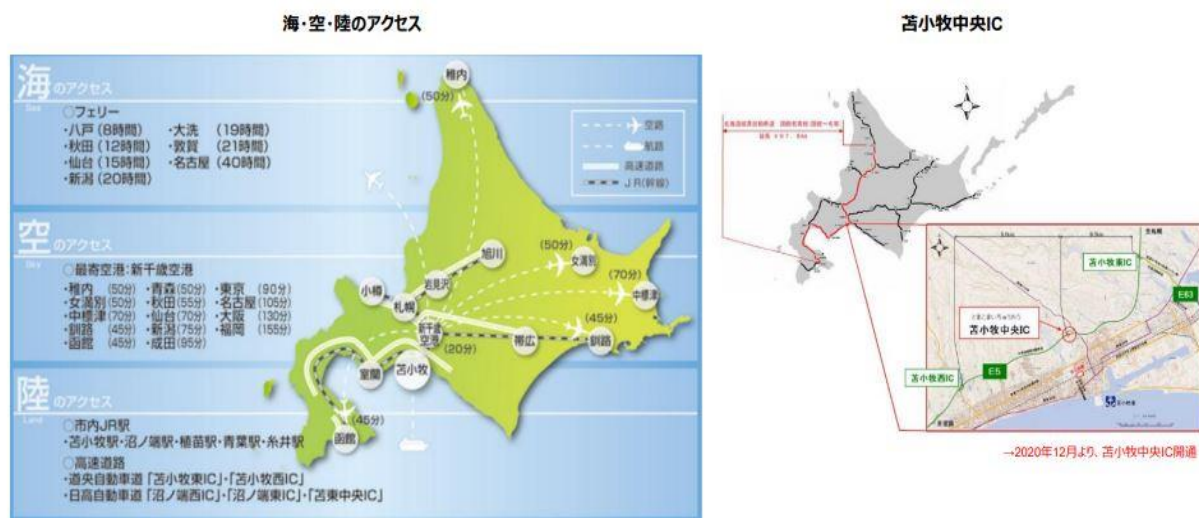 海・空・陸のアクセス
苫小牧中央IC
海のアクセス
Sea
○フェリー
・八戸(8時間) ・大洗 (19時間)
・秋田(12時間) ・敦賀 (21時間)
・仙台(15時間) ・名古屋(40時間)
・新潟(20時間)
空路
航路
高速道路
JR(幹線)
空のアクセス
Sky
○最寄空港:新千歳空港
・稚内 (50分) ・青森(50分) ・東京 (90分)
・女満別(50分) ・秋田(55分) ・名古屋(105分)
・中標津(70分) ・仙台(70分) ・大阪 (130分)
・釧路 (45分) ・新潟(75分) ・福岡 (155分)
・函館 (45分) ・成田(95分)
陸のアクセス
Land
○市内JR駅
・苫小牧駅・沼ノ端駅・植苗駅・青葉駅・糸井駅
○高速道路
・道央自動車道「苫小牧東IC」・「苫小牧西IC」
・日高自動車道「沼ノ端西IC」・「沼ノ端東IC」・「苫東中央IC」
稚内
(50分)
旭川
(50分)
女満別
岩見沢
小樽
札幌
(70分)
中標津
新千歳
空港
(45分)
(20分)
帯広
釧路
室蘭
苫小牧
(45分)
函館
苫小牧東IC
E63
とまこまいちゅうおう
苫小牧中央IC
苫小牧西IC
E5
→2020年12月より、苫小牧中央IC開通